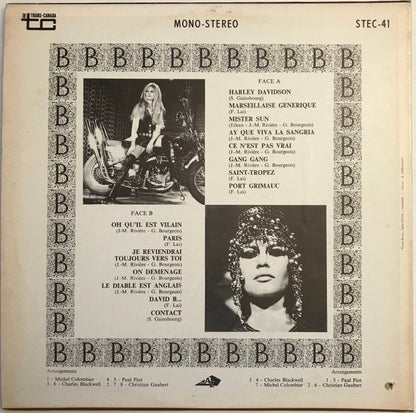 TRANS-CANADA
tc
MONO-STEREO
STEC-41
FACE A
HARLEY DAVIDSON
(S. Gainsbourg)
MARSEILLAISE GENERIQUE
(F. Lai)
MISTER SUN
(Eilers - J.-M. Rivière - G. Bourgeois)
AY QUE VIVA LA SANGRIA
(J.-M. Rivière - G. Bourgeois)
CE N'EST PAS VRAI
(J.-M. Rivière - G. Bourgeois)
GANG GANG
(J.-M. Rivière - G. Bourgeois)
SAINT-TROPEZ
(F. Lai)
PORT GRIMAUC
(F. Lai)
FACE B
OH QU'IL EST VILAIN
(J.-M. Rivière - G. Bourgeois)
PARIS
(F. Lai)
JE REVIENDRAI
TOUJOURS VERS TOI
(J.-M. Rivière - G. Bourgeois)
ON DEMENAGE
(J.-M. Rivière - G. Bourgeois)
LE DIABLE EST ANGLAIS
(J.-M. Rivière - G. Bourgeois)
DAVID B...
(F. Lai)
CONTACT
(S. Gainsbourg)
Arrangements
1 - Michel Colombier
4 . 5 - Paul Piot
3 . 4 - Charles Blackwell
2 . 5 . 8 - Christian Gaubert
Arrangements
3 . 4 - Charles Blackwell
1 . 5 - Paul Piot
7 - Michel Colombier
2 . 6 - Christian Gaubert